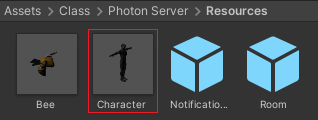 Assets > Class > Photon Server > Resources
Bee Character Notificatio... Room